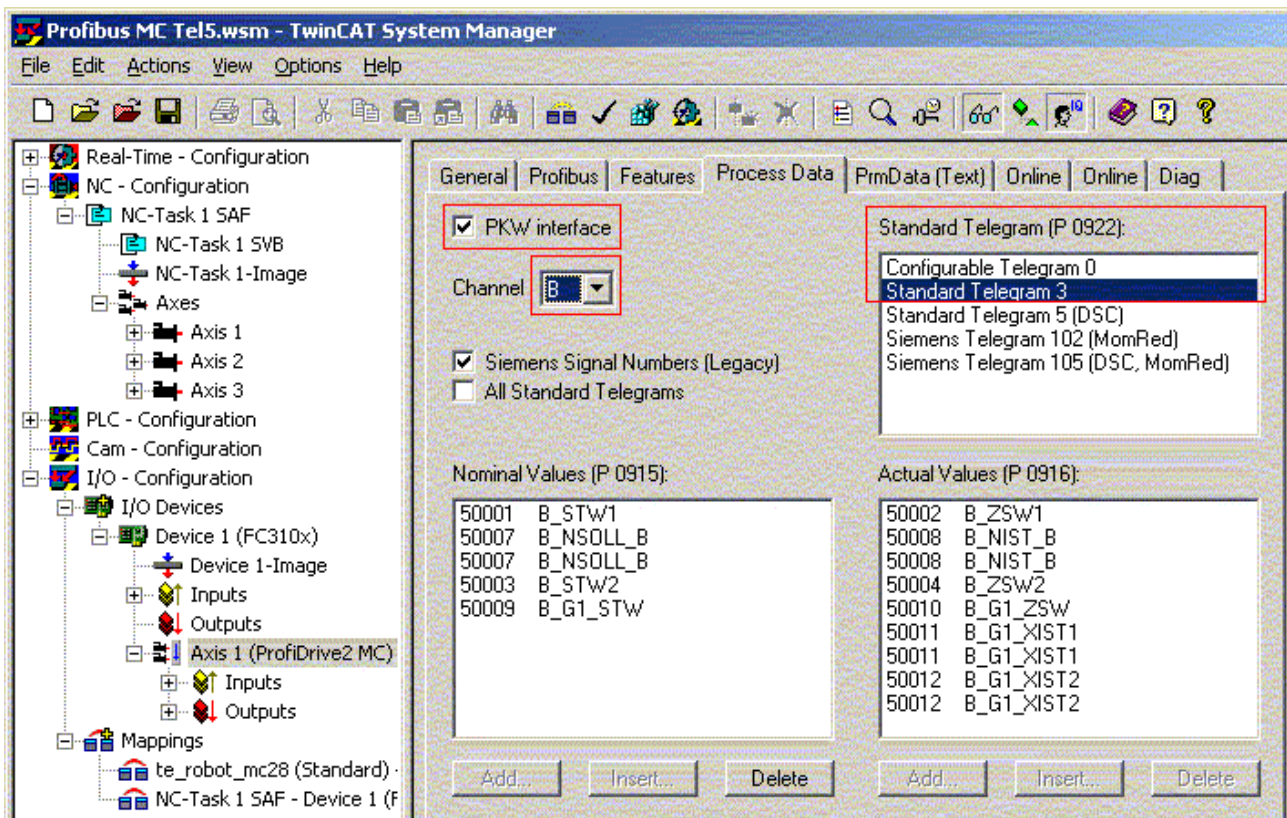 Profibus MC Tel5.wsm - TwinCAT System Manager
File Edit Actions View Options Help
Real-Time - Configuration
NC - Configuration
NC-Task 1 SAF
NC-Task 1 SVB
NC-Task 1-Image
Axes
Axis 1
Axis 2
Axis 3
PLC - Configuration
Cam - Configuration
I/O - Configuration
I/O Devices
Device 1 (FC310x)
Device 1-Image
Inputs
Outputs
Axis 1 (ProfiDrive2 MC)
Inputs
Outputs
Mappings
te_robot_mc28 (Standard) -
NC-Task 1 SAF - Device 1 (F
General Profibus Features Process Data PrmData (Text) Online Online Diag
PKW interface
Channel B
Siemens Signal Numbers (Legacy)
All Standard Telegrams
Standard Telegram (P 0922):
Configurable Telegram 0
Standard Telegram 3
Standard Telegram 5 (DSC)
Siemens Telegram 102 (MomRed)
Siemens Telegram 105 (DSC, MomRed)
Nominal Values (P 0915):
50001 B_STW1
50007 B_NSOLL_B
50007 B_NSOLL_B
50003 B_STW2
50009 B_G1_STW
Add... Insert... Delete
Actual Values (P 0916):
50002 B_ZSW1
50008 B_NIST_B
50008 B_NIST_B
50004 B_ZSW2
50010 B_G1_ZSW
50011 B_G1_XIST1
50011 B_G1_XIST1
50012 B_G1_XIST2
50012 B_G1_XIST2
Add... Insert... Delete